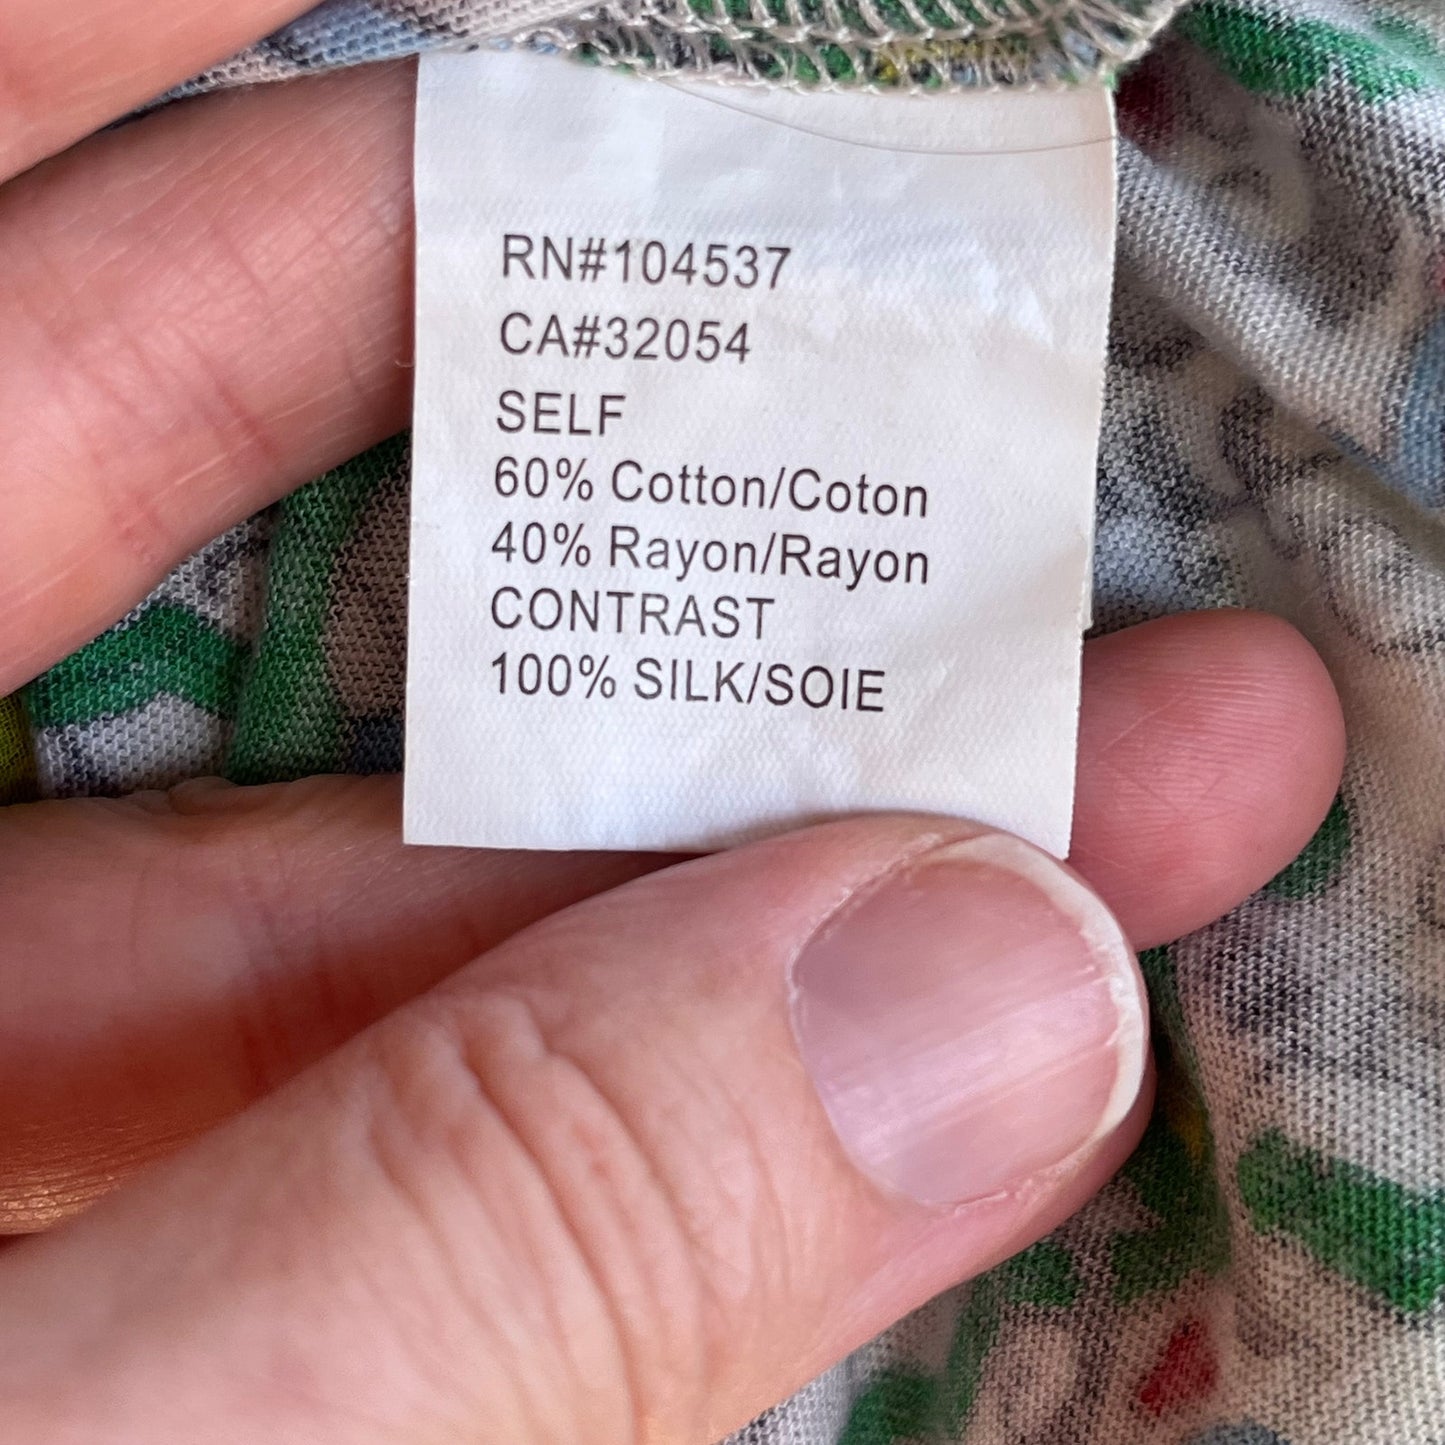 RN#104537
CA#32054
SELF
60% Cotton/Coton
40% Rayon/Rayon
CONTRAST
100% SILK/SOIE